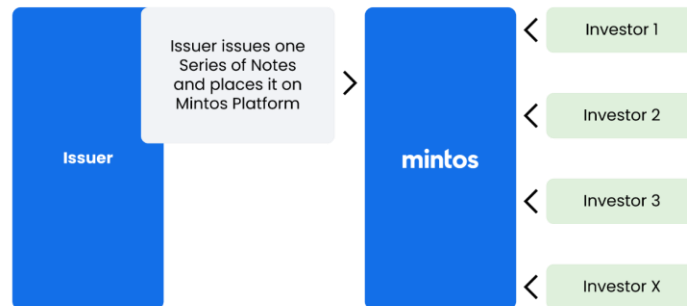 Issuer issues one
Series of Notes
and places it on
Mintos Platform
Issuer
mintos
Investor 1
Investor 2
Investor 3
Investor X